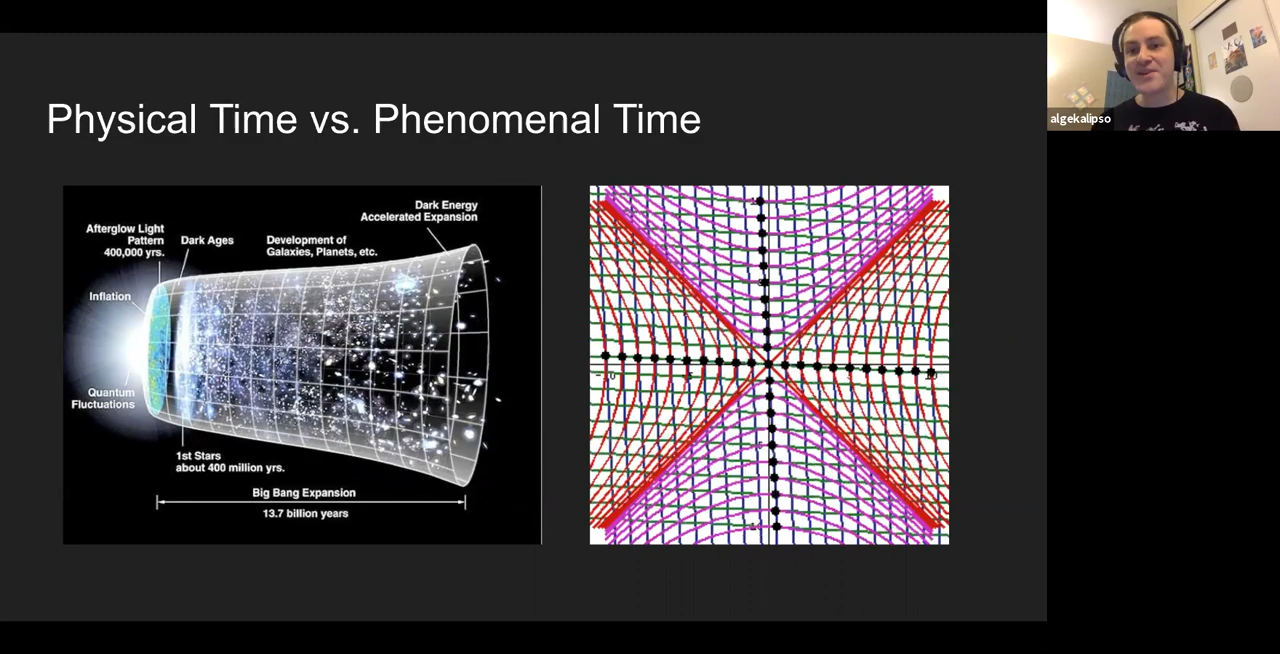 Physical Time vs. Phenomenal Time
algekalipso
Dark Energy
Accelerated Expansion
Afterglow Light
Pattern
400,000 yrs.
Dark Ages
Development of
Galaxies, Planets, etc.
Inflation
Quantum
Fluctuations
1st Stars
about 400 million yrs.
Big Bang Expansion
13.7 billion years